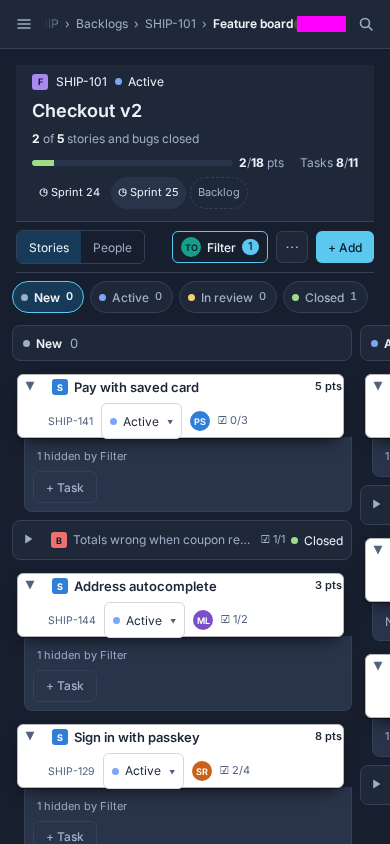 IP › Backlogs › SHIP-101 › Feature board
F SHIP-101 Active
Checkout v2
2 of 5 stories and bugs closed
2/18 pts Tasks 8/11
Sprint 24 Sprint 25 Backlog
Stories People TO Filter 1 ... + Add
New 0 Active 0 In review 0 Closed 1
New 0
S Pay with saved card 5 pts
SHIP-141 Active PS 0/3
1 hidden by Filter
+ Task
B Totals wrong when coupon re... 1/1 Closed
S Address autocomplete 3 pts
SHIP-144 Active ML 1/2
1 hidden by Filter
+ Task
S Sign in with passkey 8 pts
SHIP-129 Active SR 2/4
1 hidden by Filter
+ Task